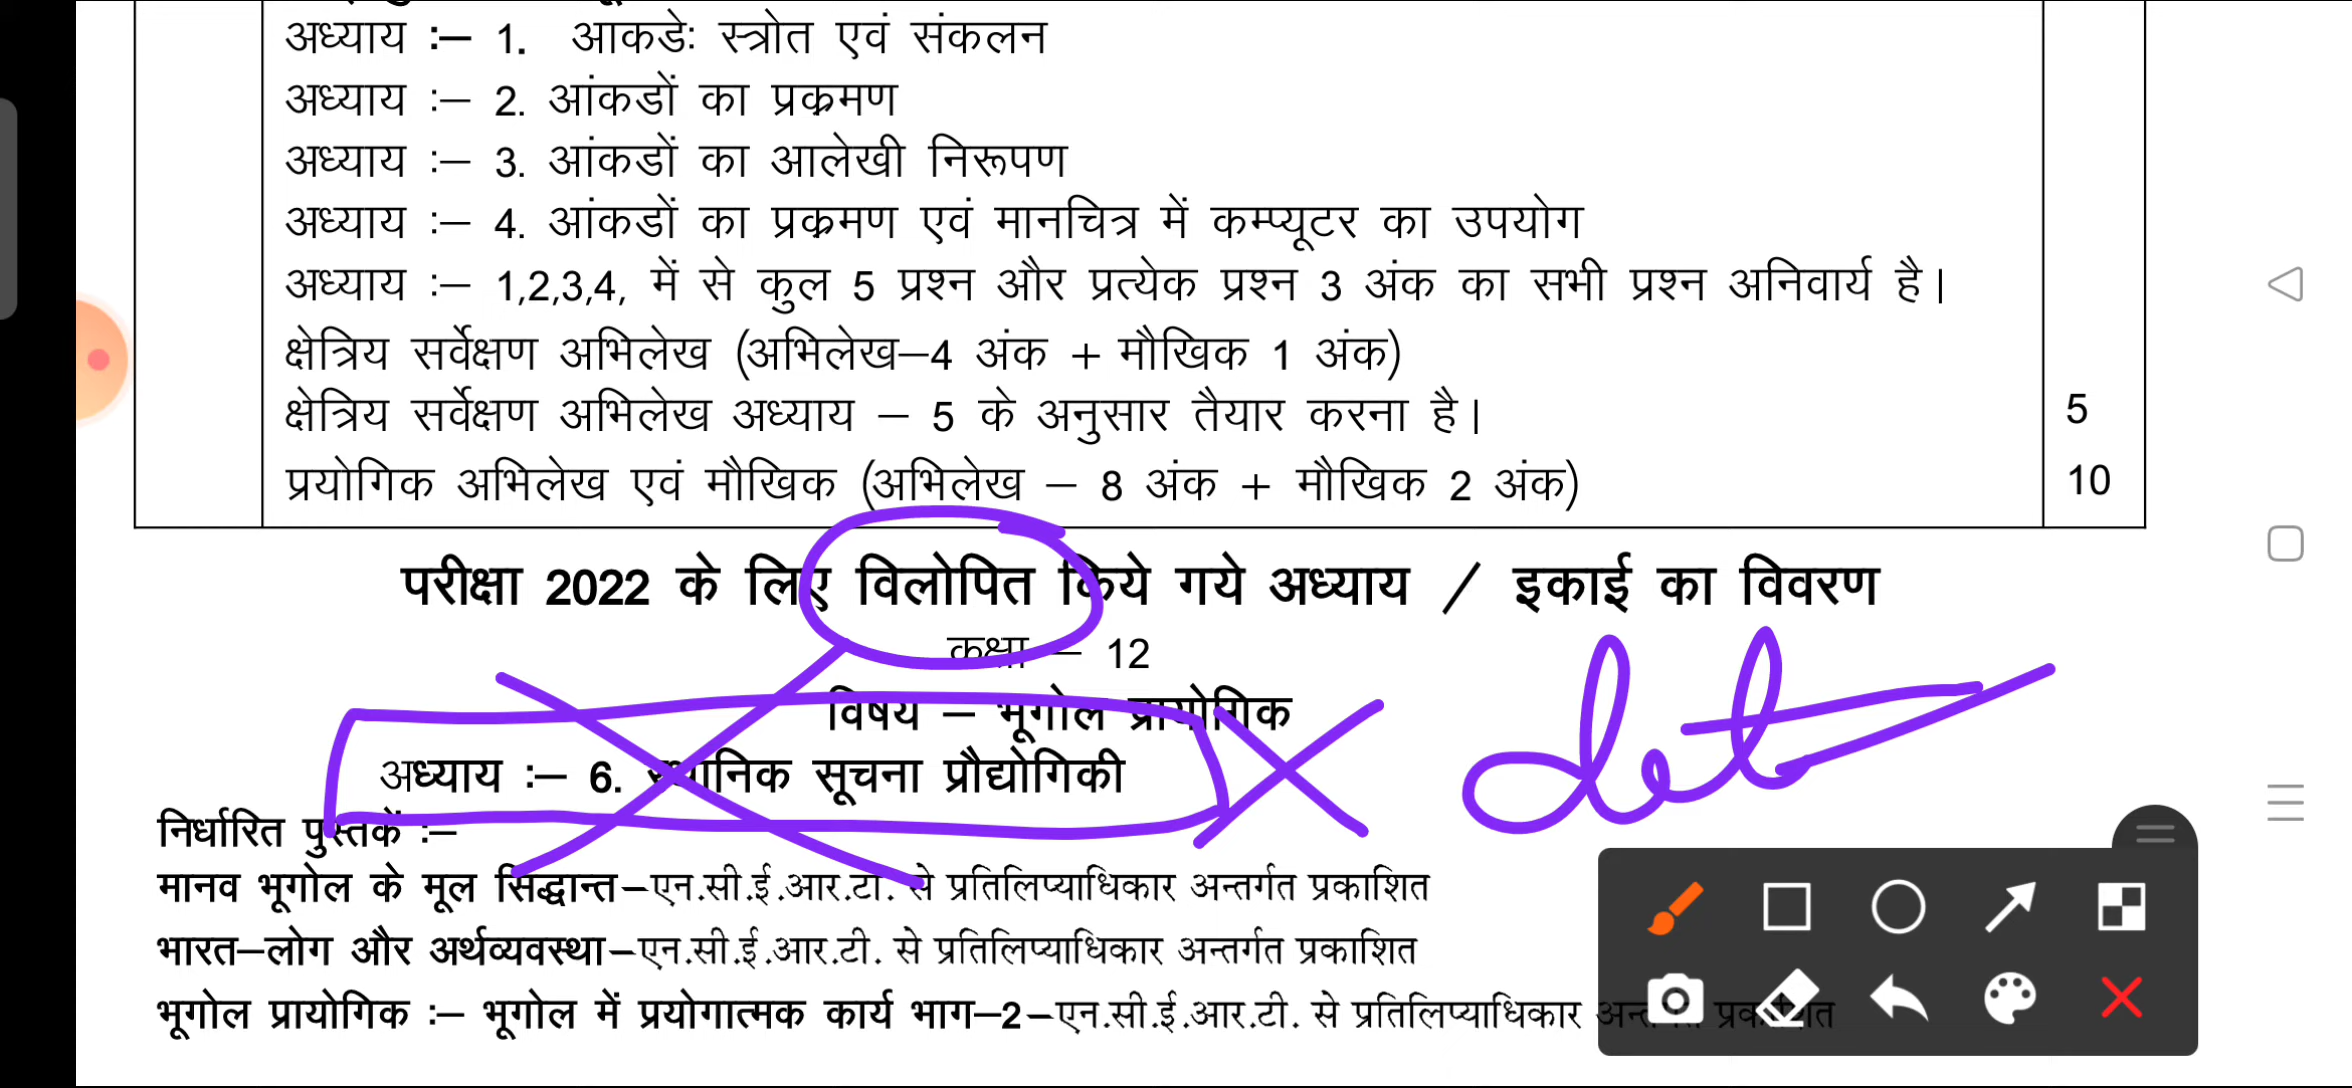 अध्याय :– 1. आकडेः स्त्रोत एवं संकलन
अध्याय :– 2. आंकडों का प्रक्रमण
अध्याय :– 3. आंकडों का आलेखी निरूपण
अध्याय :– 4. आंकडों का प्रक्रमण एवं मानचित्र में कम्प्यूटर का उपयोग
अध्याय :– 1,2,3,4, में से कुल 5 प्रश्न और प्रत्येक प्रश्न 3 अंक का सभी प्रश्न अनिवार्य है।
क्षेत्रिय सर्वेक्षण अभिलेख (अभिलेख–4 अंक + मौखिक 1 अंक)
क्षेत्रिय सर्वेक्षण अभिलेख अध्याय – 5 के अनुसार तैयार करना है। 5
प्रयोगिक अभिलेख एवं मौखिक (अभिलेख – 8 अंक + मौखिक 2 अंक) 10
परीक्षा 2022 के लिए विलोपित किये गये अध्याय / इकाई का विवरण
कक्षा – 12
विषय – भूगोल प्रायोगिक
det
अध्याय :– 6. स्थानिक सूचना प्रौद्योगिकी
निर्धारित पुस्तकें :–
मानव भूगोल के मूल सिद्धान्त–एन.सी.ई.आर.टी. से प्रतिलिप्याधिकार अन्तर्गत प्रकाशित
भारत–लोग और अर्थव्यवस्था–एन.सी.ई.आर.टी. से प्रतिलिप्याधिकार अन्तर्गत प्रकाशित
भूगोल प्रायोगिक :– भूगोल में प्रयोगात्मक कार्य भाग–2–एन.सी.ई.आर.टी. से प्रतिलिप्याधिकार अन्तर्गत प्रकाशित